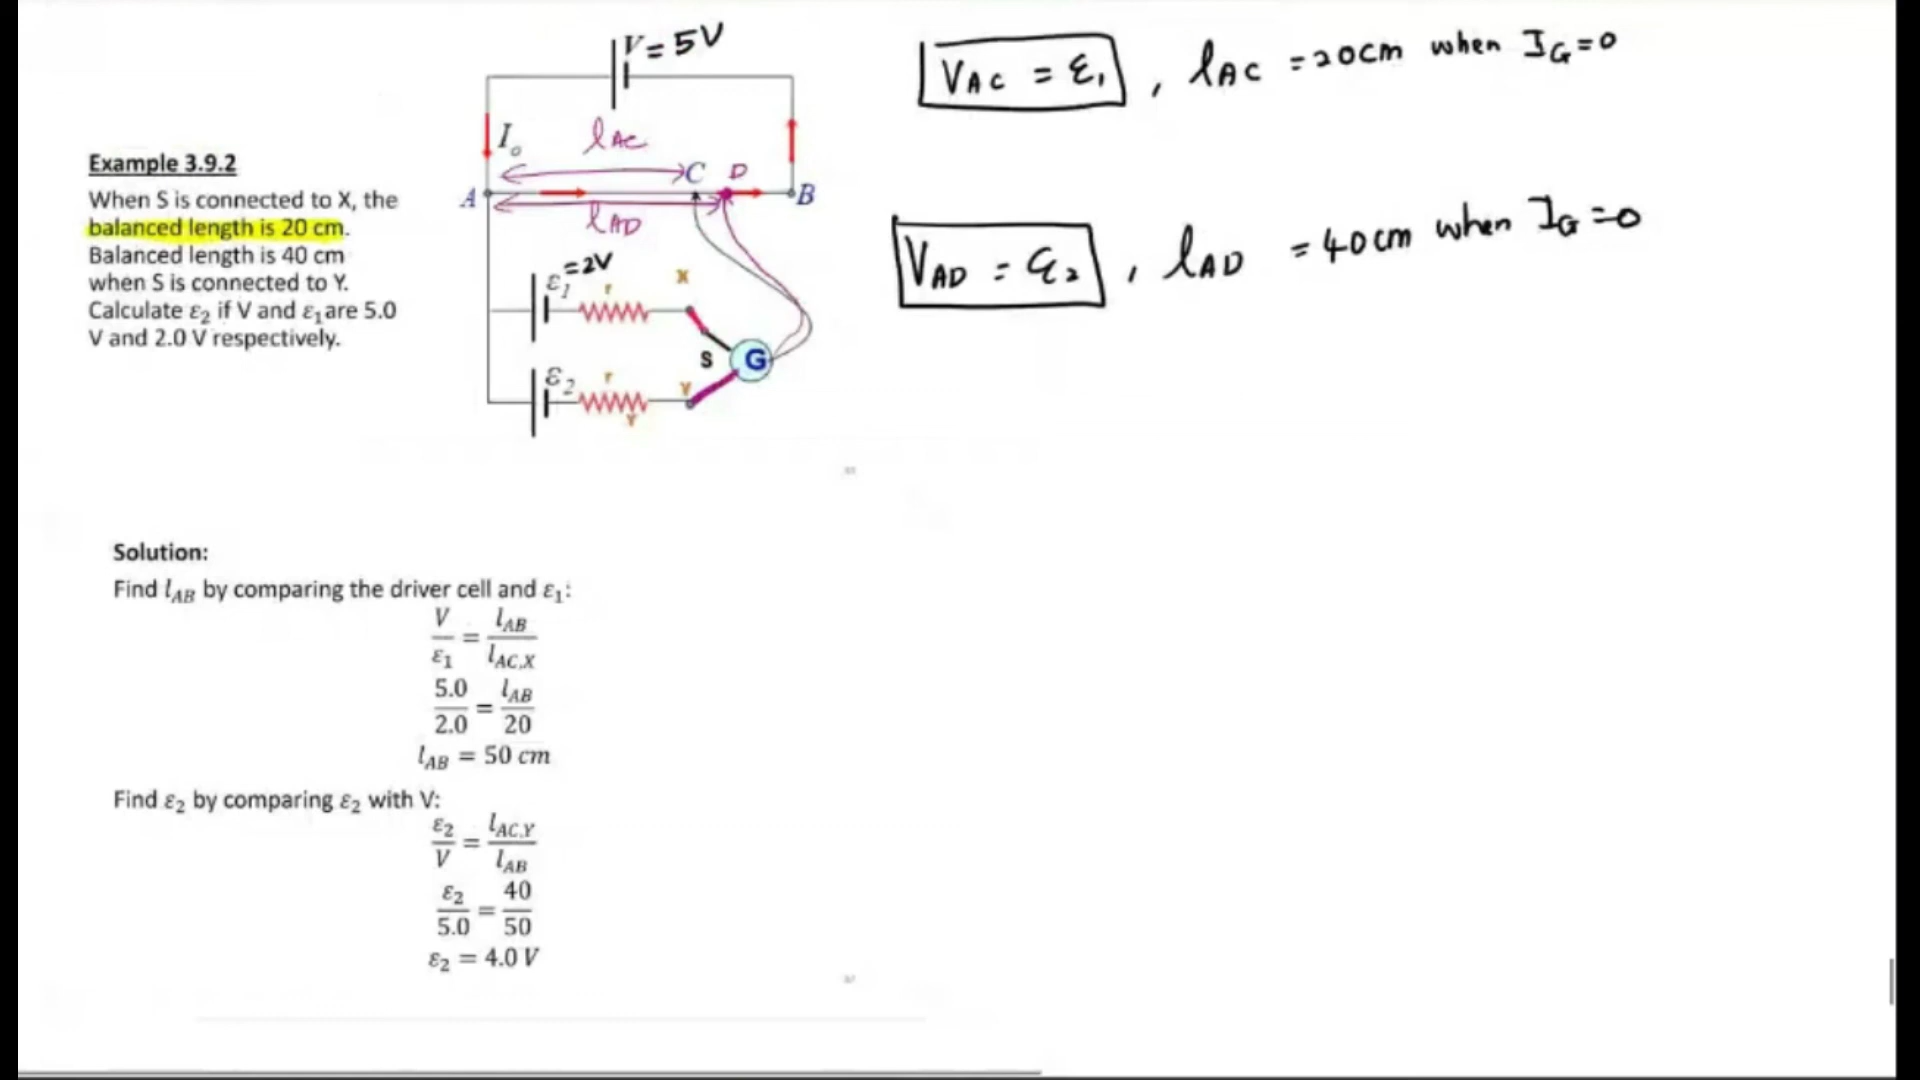 V = 5V
V_AC = ε₁ , l_AC = 20cm when I_G = 0
I₀
l_AC
Example 3.9.2
When S is connected to X, the
balanced length is 20 cm.
Balanced length is 40 cm
when S is connected to Y.
Calculate ε₂ if V and ε₁ are 5.0
V and 2.0 V respectively.
A
C
D
B
l_AD
V_AD = ε₂ , l_AD = 40cm when I_G = 0
ε₁ = 2V
r
X
S
G
ε₂
r
Y
Solution:
Find l_AB by comparing the driver cell and ε₁:
V/ε₁ = l_AB/l_AC,X
5.0/2.0 = l_AB/20
l_AB = 50 cm
Find ε₂ by comparing ε₂ with V:
ε₂/V = l_AC,Y/l_AB
ε₂/5.0 = 40/50
ε₂ = 4.0 V